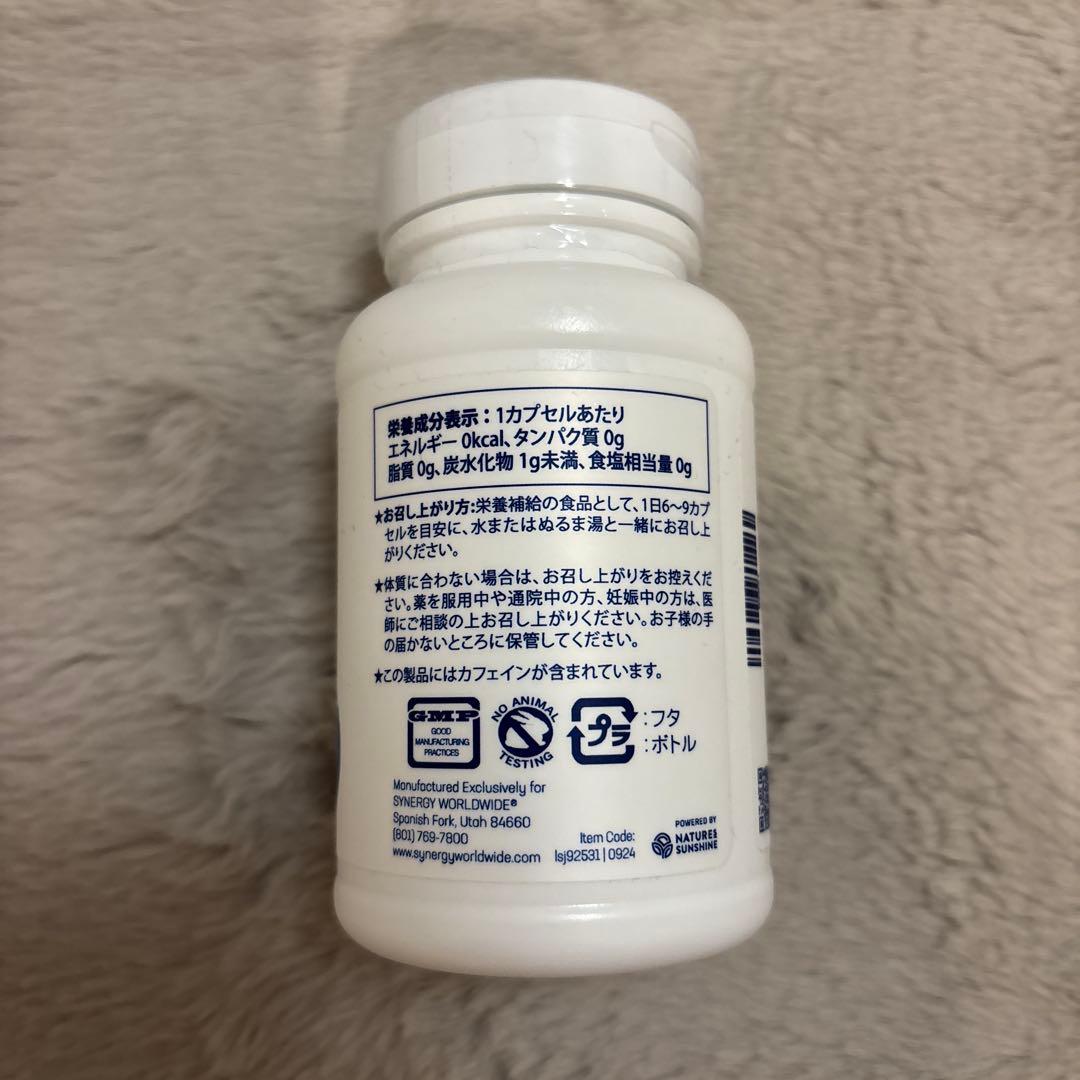 栄養成分表示：1カプセルあたり
エネルギー 0kcal、タンパク質 0g
脂質 0g、炭水化物 1g未満、食塩相当量 0g
★お召し上がり方:栄養補給の食品として、1日6〜9カプ
セルを目安に、水またはぬるま湯と一緒にお召し上
がりください。
★体質に合わない場合は、お召し上がりをお控えくだ
さい。薬を服用中や通院中の方、妊娠中の方は、医
師にご相談の上お召し上がりください。お子様の手
の届かないところに保管してください。
★この製品にはカフェインが含まれています。
GMP
GOOD
MANUFACTURING
PRACTICES
NO ANIMAL
TESTING
プラ
:フタ
:ボトル
Manufactured Exclusively for
SYNERGY WORLDWIDE®
Spanish Fork, Utah 84660
(801) 769-7800
www.synergyworldwide.com
Item Code:
lsj92531 | 0924
POWERED BY
NATURE'S
SUNSHINE